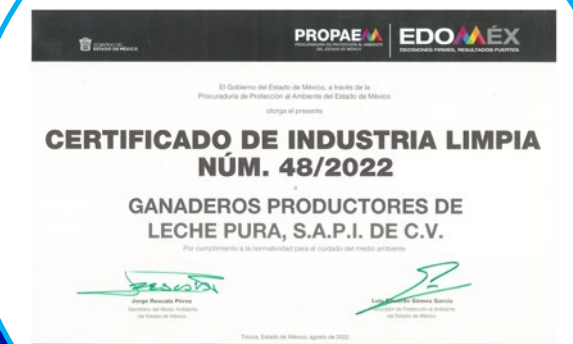 GOBIERNO DEL
ESTADO DE MÉXICO
PROPAEM
PROCURADURÍA DE PROTECCIÓN AL AMBIENTE
DEL ESTADO DE MÉXICO
EDOMÉX
DECISIONES FIRMES, RESULTADOS FUERTES.
El Gobierno del Estado de México, a través de la
Procuraduría de Protección al Ambiente del Estado de México
otorga el presente
CERTIFICADO DE INDUSTRIA LIMPIA
NÚM. 48/2022
a
GANADEROS PRODUCTORES DE
LECHE PURA, S.A.P.I. DE C.V.
Por cumplimiento a la normatividad para el cuidado del medio ambiente
Jorge Rescala Pérez
Secretario del Medio Ambiente
del Estado de México
Luis Eduardo Gómez García
Procurador de Protección al Ambiente
del Estado de México
Toluca, Estado de México; agosto de 2022.